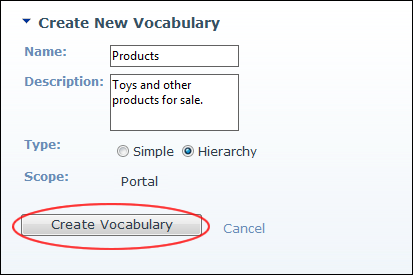 Create New Vocabulary
Name: Products
Description: Toys and other
products for sale.
Type: Simple Hierarchy
Scope: Portal
Create Vocabulary Cancel